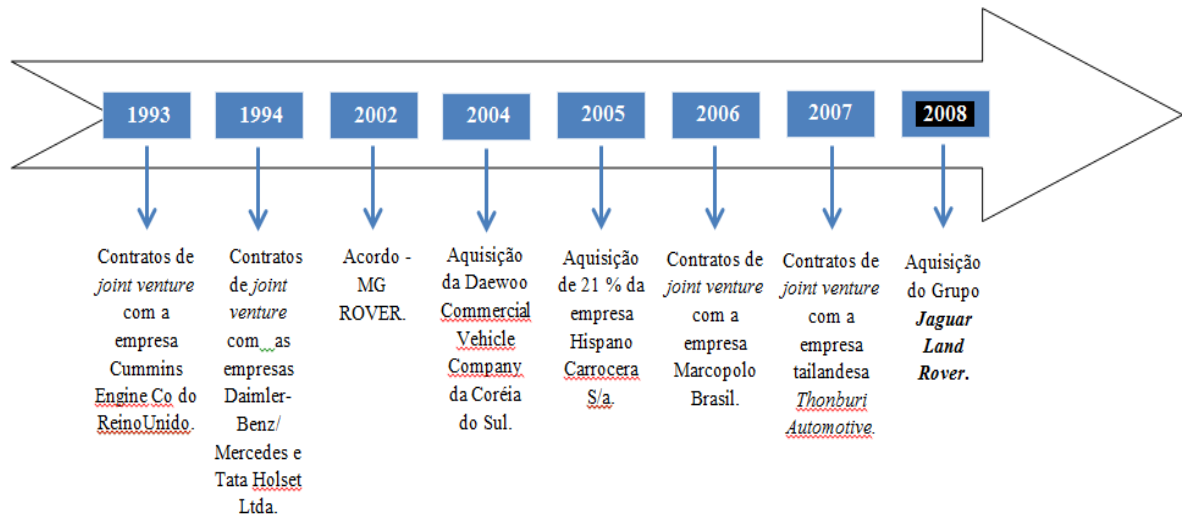 1993
1994
2002
2004
2005
2006
2007
2008
Contratos de
joint venture
com a
empresa
Cummins
Engine Co do
ReinoUnido.
Contratos
de joint
venture
com as
empresas
Daimler-
Benz/
Mercedes e
Tata Holset
Ltda.
Acordo -
MG
ROVER.
Aquisição
da Daewoo
Commercial
Vehicle
Company
da Coréia
do Sul.
Aquisição
de 21 % da
empresa
Hispano
Carrocera
S/a.
Contratos de
joint venture
com a
empresa
Marcopolo
Brasil.
Contratos de
joint venture
com a
empresa
tailandesa
Thonburi
Automotive.
Aquisição
do Grupo
Jaguar
Land
Rover.